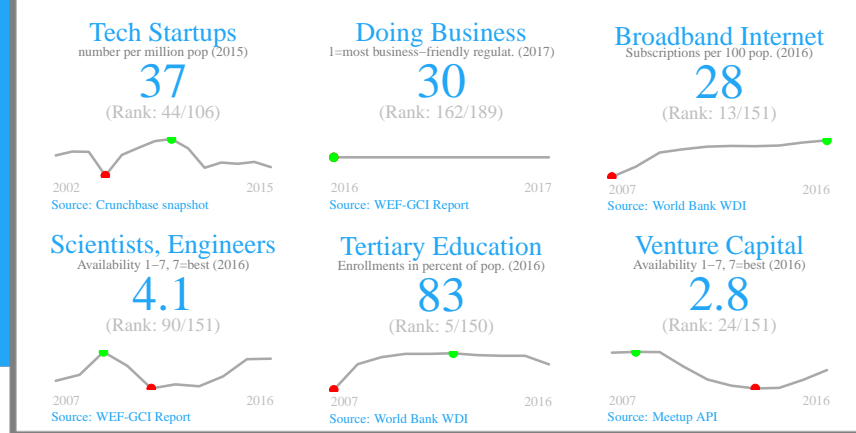 Tech Startups
number per million pop (2015)
37
(Rank: 44/106)
2002 2015
Source: Crunchbase snapshot
Doing Business
1=most business−friendly regulat. (2017)
30
(Rank: 162/189)
2016 2017
Source: WEF-GCI Report
Broadband Internet
Subscriptions per 100 pop. (2016)
28
(Rank: 13/151)
2007 2016
Source: World Bank WDI
Scientists, Engineers
Availability 1−7, 7=best (2016)
4.1
(Rank: 90/151)
2007 2016
Source: WEF-GCI Report
Tertiary Education
Enrollments in percent of pop. (2016)
83
(Rank: 5/150)
2007 2016
Source: World Bank WDI
Venture Capital
Availability 1−7, 7=best (2016)
2.8
(Rank: 24/151)
2007 2016
Source: Meetup API